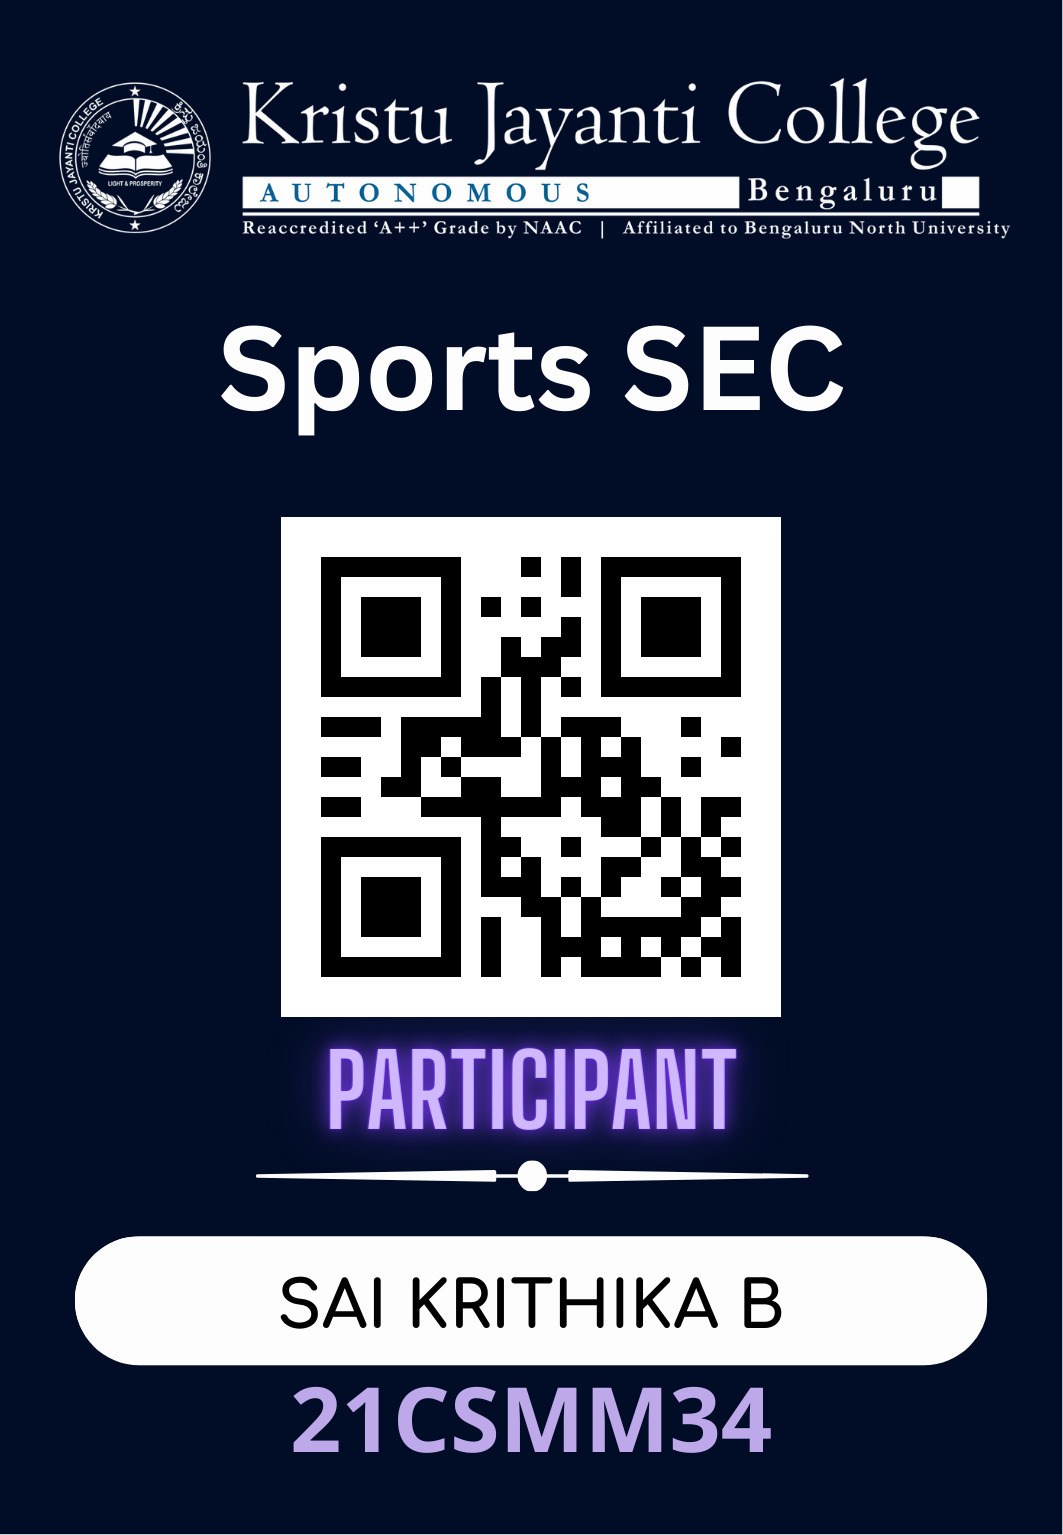 KRISTU JAYANTI COLLEGE
ಕ್ರಿಸ್ತು ಜಯಂತಿ ಕಾಲೇಜು
LIGHT & PROSPERITY
Kristu Jayanti College
AUTONOMOUS Bengaluru
Reaccredited ‘A++’ Grade by NAAC | Affiliated to Bengaluru North University
Sports SEC
PARTICIPANT
SAI KRITHIKA B
21CSMM34